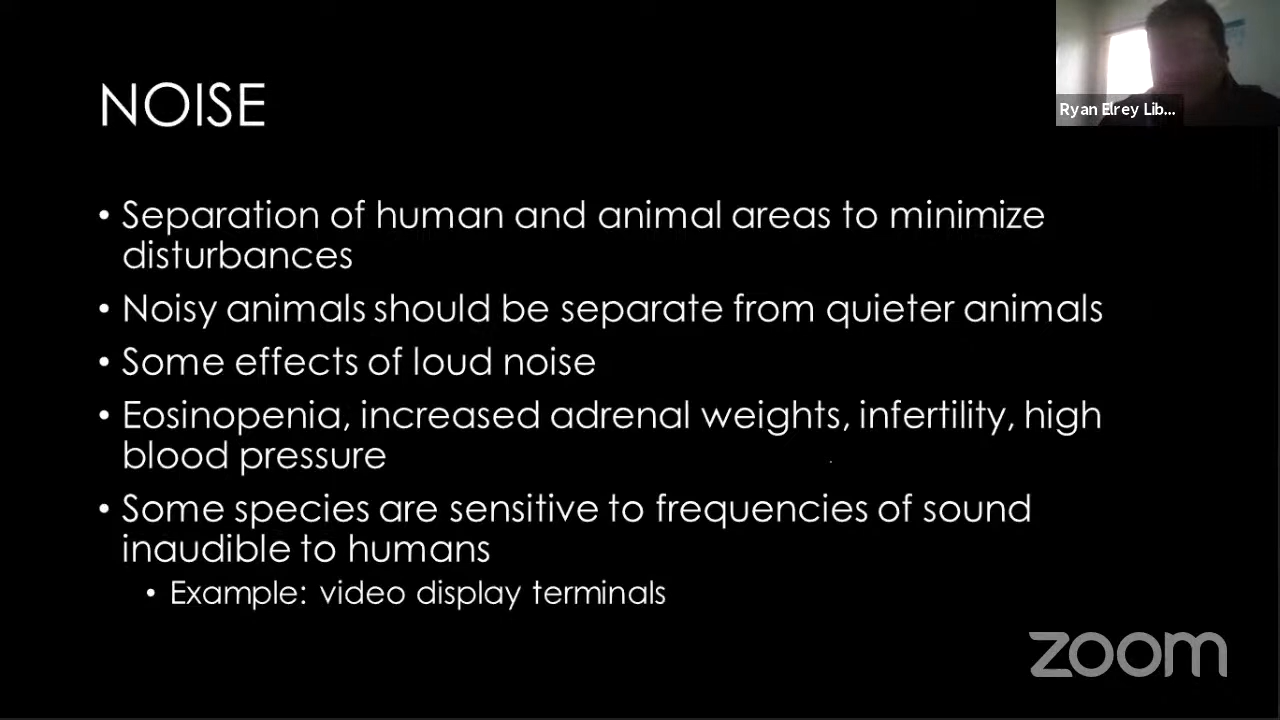 Ryan Elrey Lib...
NOISE
• Separation of human and animal areas to minimize
disturbances
• Noisy animals should be separate from quieter animals
• Some effects of loud noise
• Eosinopenia, increased adrenal weights, infertility, high
blood pressure
• Some species are sensitive to frequencies of sound
inaudible to humans
• Example: video display terminals
zoom